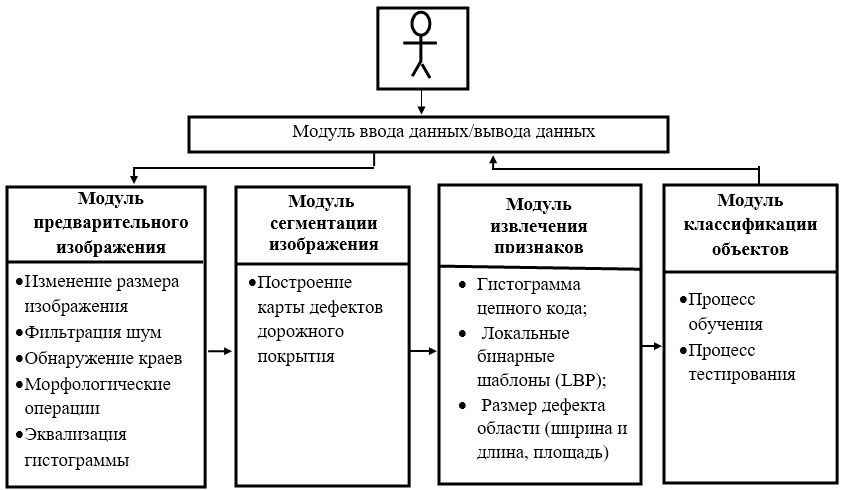 Модуль ввода данных/вывода данных
Модуль
предварительного
изображения
•Изменение размера
изображения
•Фильтрация шум
•Обнаружение краев
•Морфологические
операции
•Эквализация
гистограммы
Модуль
сегментации
изображения
•Построение
карты дефектов
дорожного
покрытия
Модуль
извлечения
признаков
• Гистограмма
цепного кода;
• Локальные
бинарные
шаблоны (LBP);
• Размер дефекта
области (ширина и
длина, площадь)
Модуль
классификации
объектов
•Процесс
обучения
•Процесс
тестирования